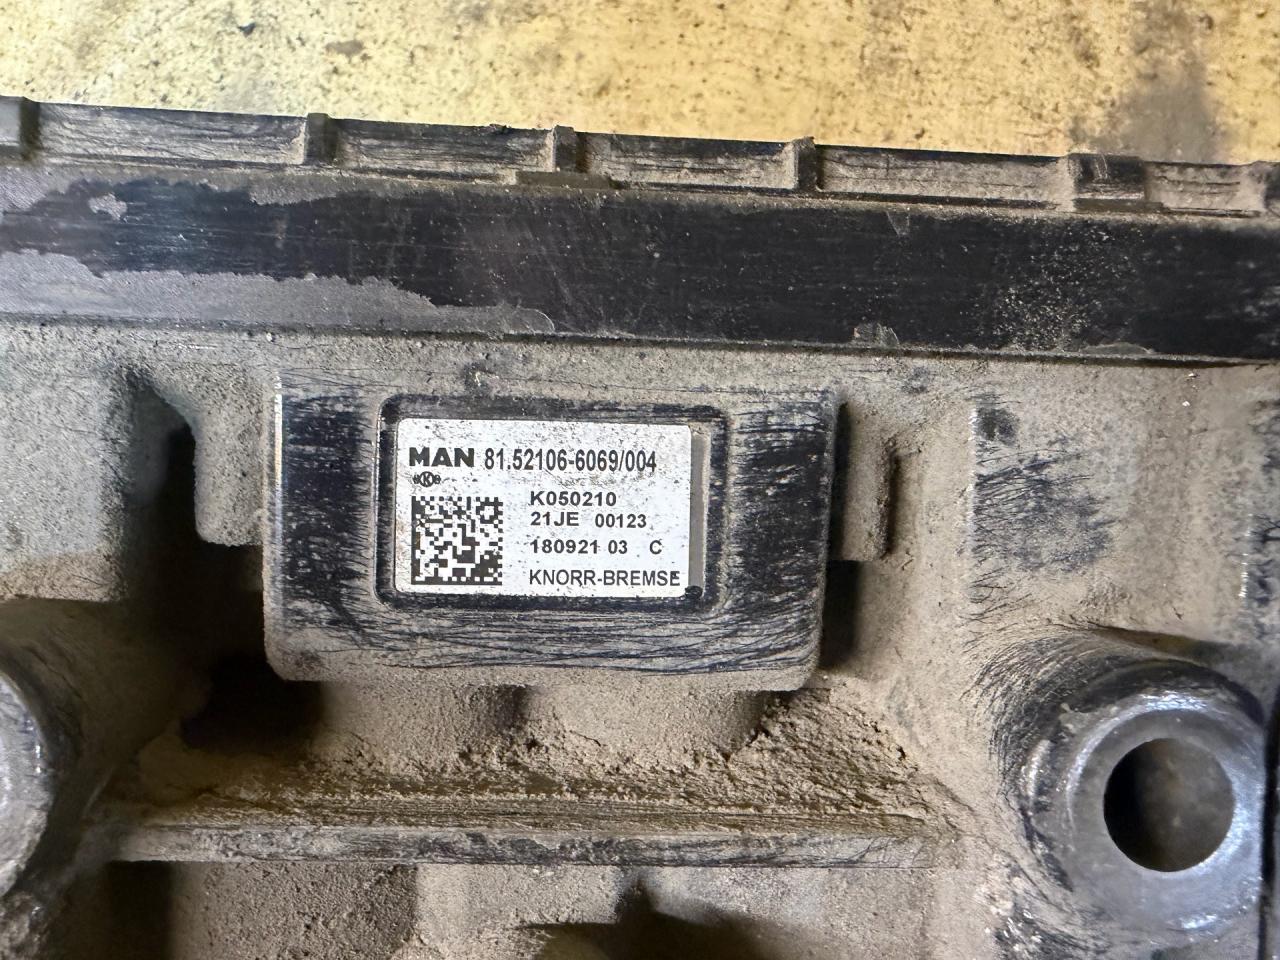 MAN 81.52106-6069/004
K
K050210
21JE 00123
180921 03 C
KNORR-BREMSE